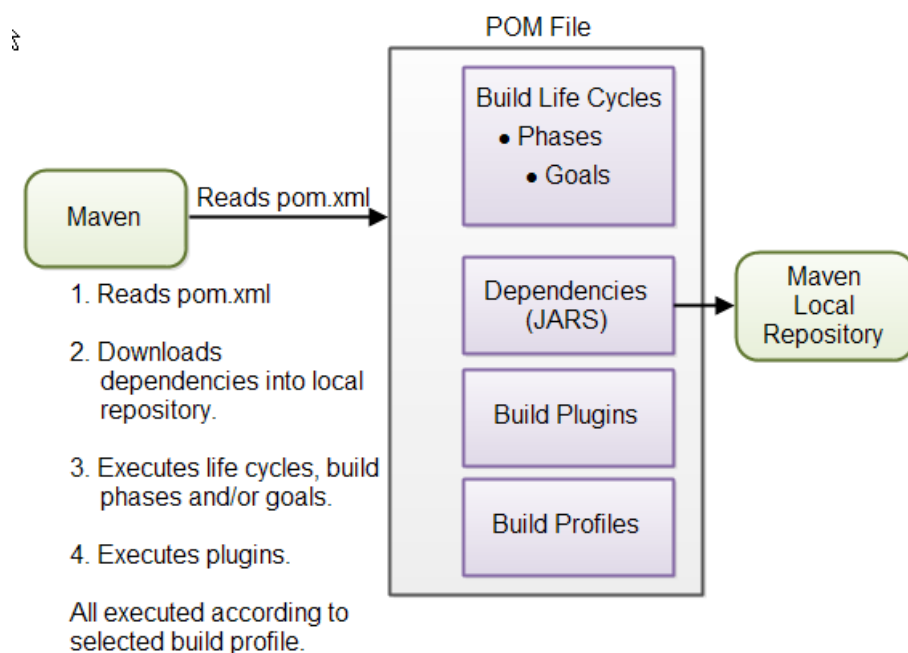 POM File
Build Life Cycles
● Phases
● Goals
Maven
Reads pom.xml
Dependencies
(JARS)
Maven
Local
Repository
Build Plugins
Build Profiles
1. Reads pom.xml
2. Downloads
dependencies into local
repository.
3. Executes life cycles, build
phases and/or goals.
4. Executes plugins.
All executed according to
selected build profile.